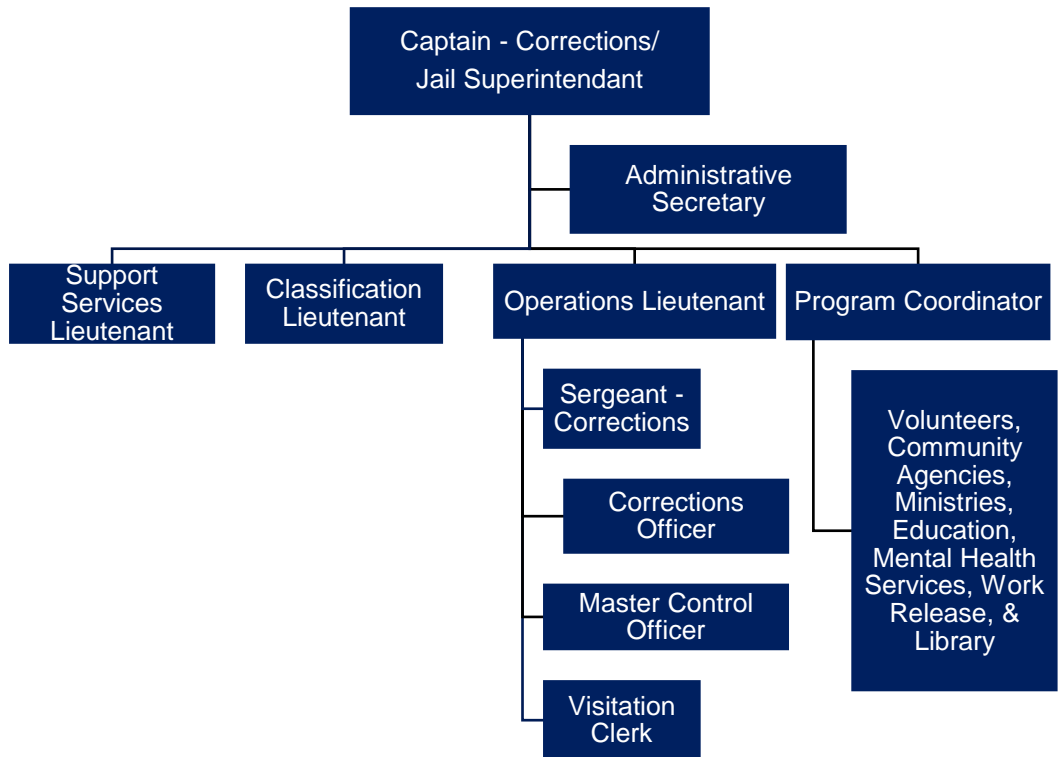 Captain - Corrections/
Jail Superintendant
Administrative
Secretary
Support
Services
Lieutenant
Classification
Lieutenant
Operations Lieutenant
Program Coordinator
Sergeant -
Corrections
Corrections
Officer
Master Control
Officer
Visitation
Clerk
Volunteers,
Community
Agencies,
Ministries,
Education,
Mental Health
Services, Work
Release, &
Library